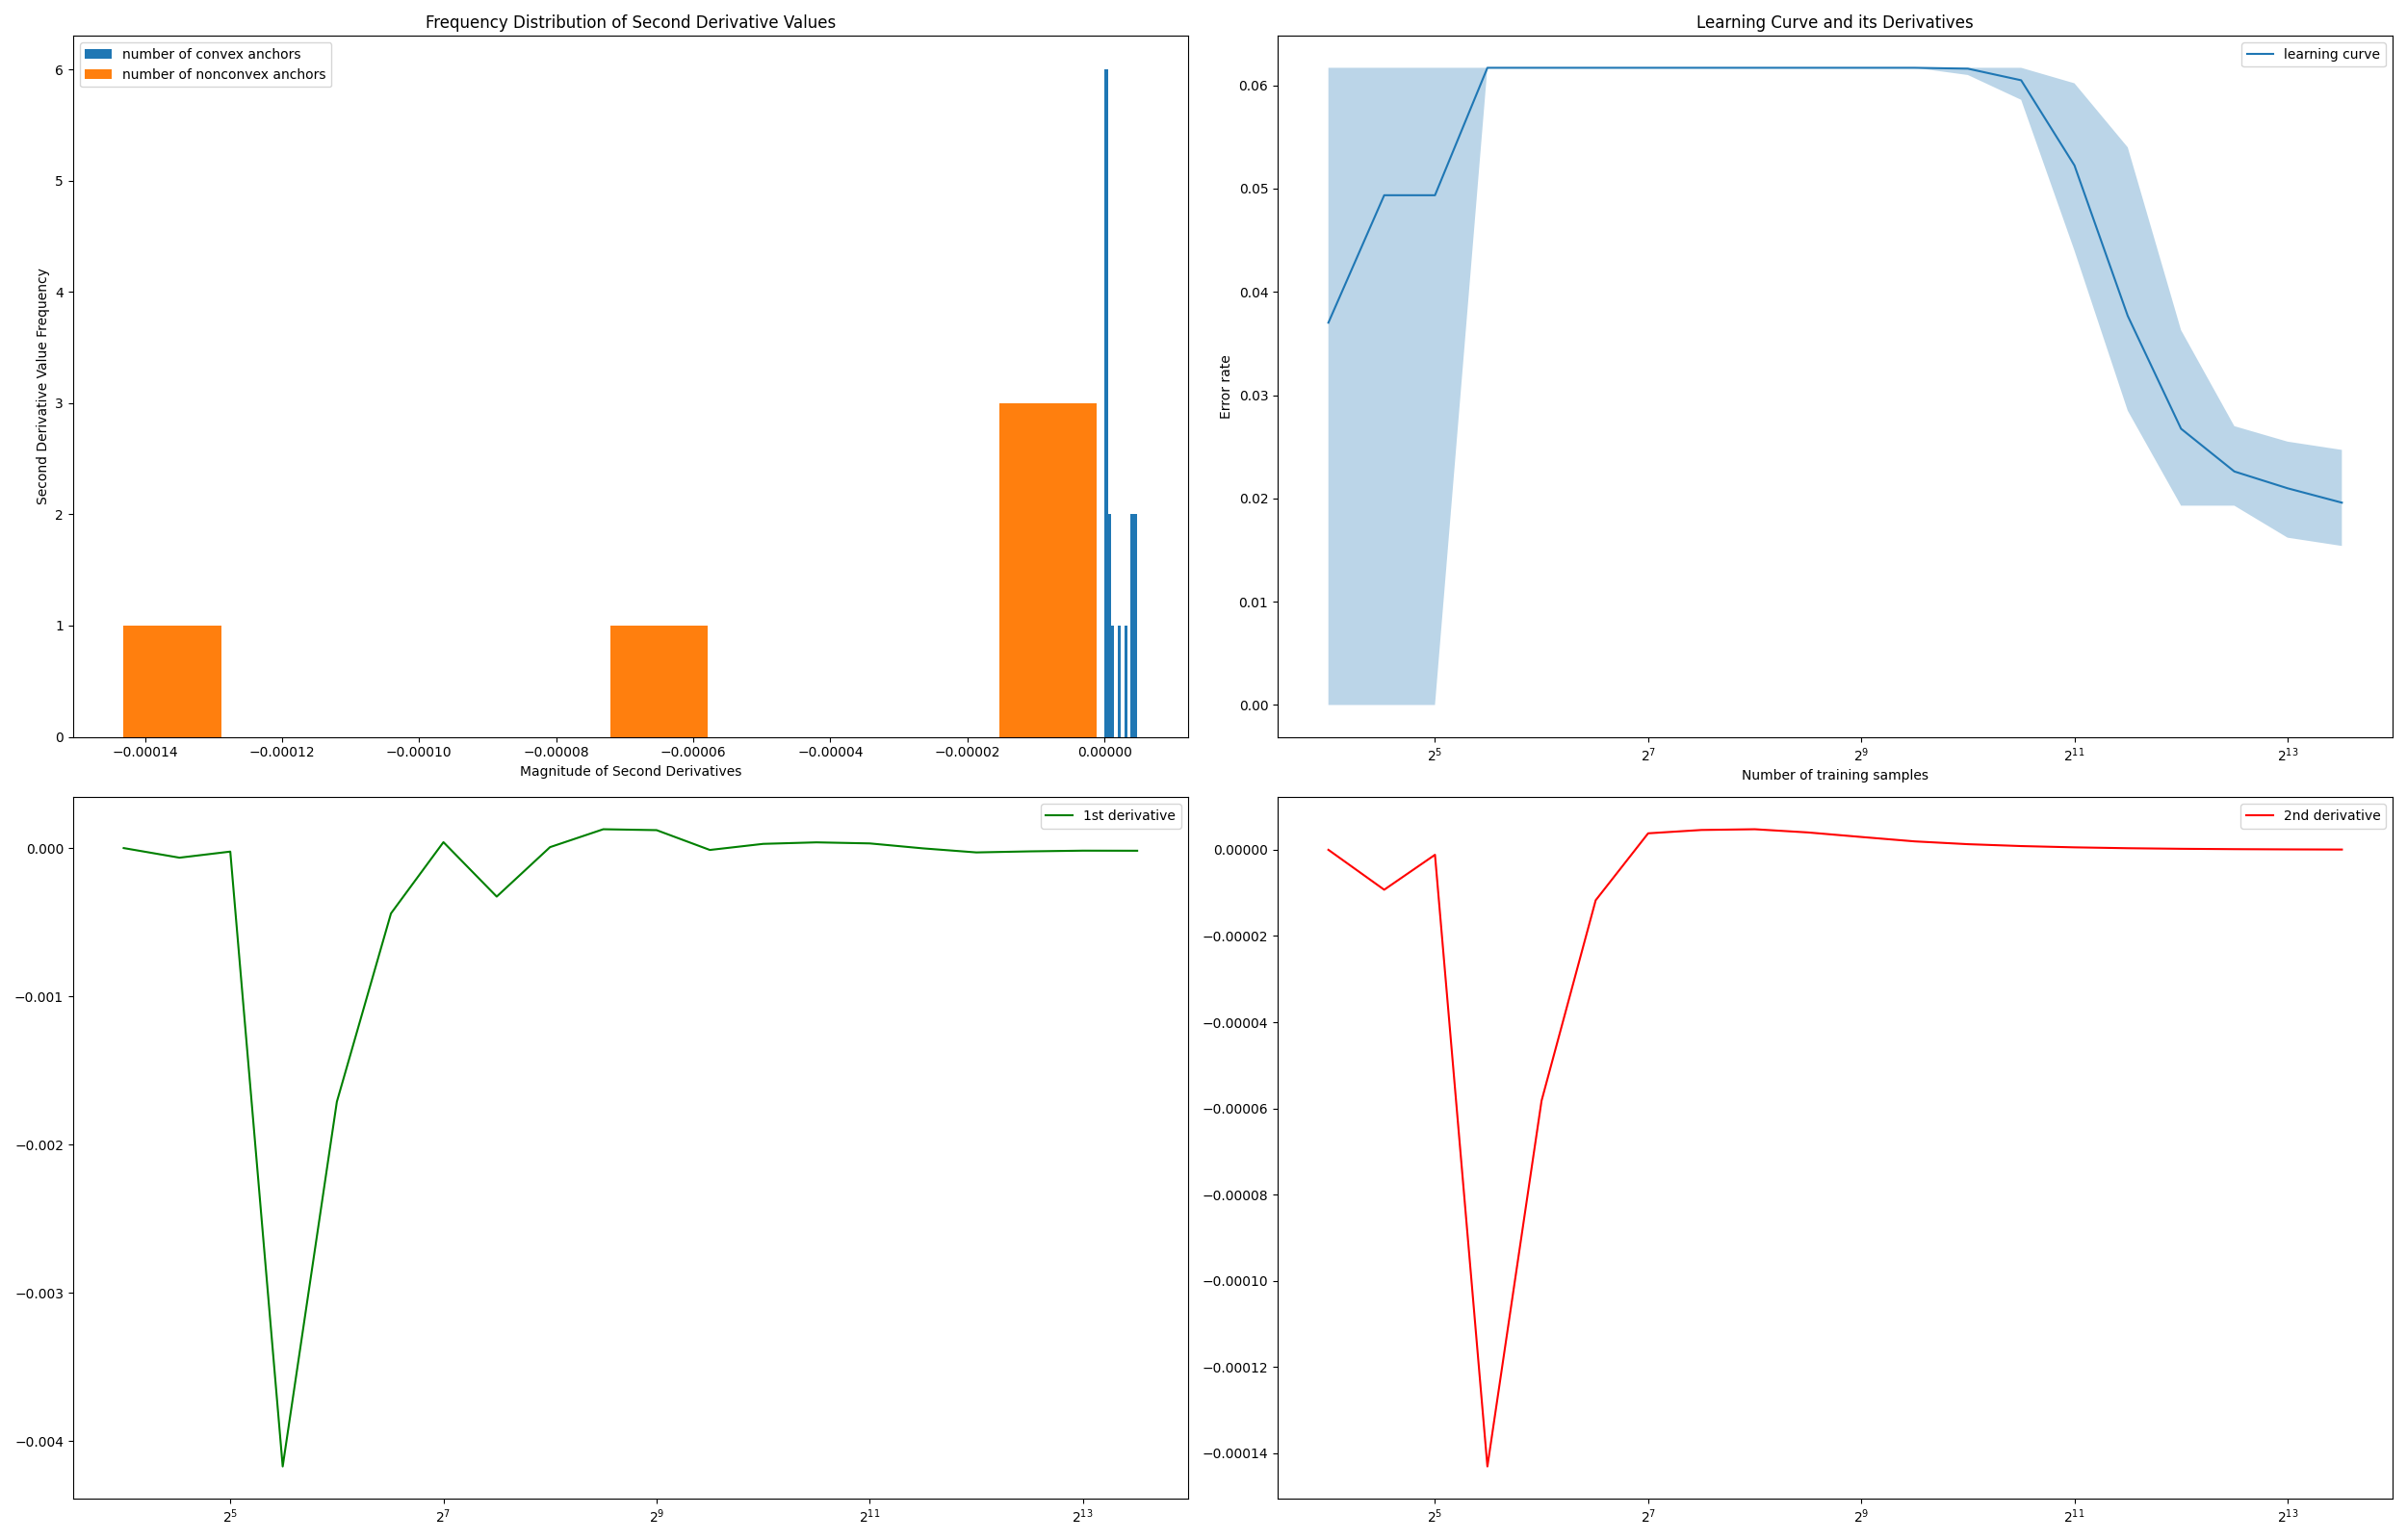 Frequency Distribution of Second Derivative Values
number of convex anchors
number of nonconvex anchors
6
5
4
3
2
1
0
Second Derivative Value Frequency
−0.00014 −0.00012 −0.00010 −0.00008 −0.00006 −0.00004 −0.00002 0.00000
Magnitude of Second Derivatives
Learning Curve and its Derivatives
learning curve
0.06
0.05
0.04
0.03
0.02
0.01
0.00
Error rate
2^5 2^7 2^9 2^11 2^13
Number of training samples
1st derivative
0.000
−0.001
−0.002
−0.003
−0.004
2^5 2^7 2^9 2^11 2^13
2nd derivative
0.00000
−0.00002
−0.00004
−0.00006
−0.00008
−0.00010
−0.00012
−0.00014
2^5 2^7 2^9 2^11 2^13